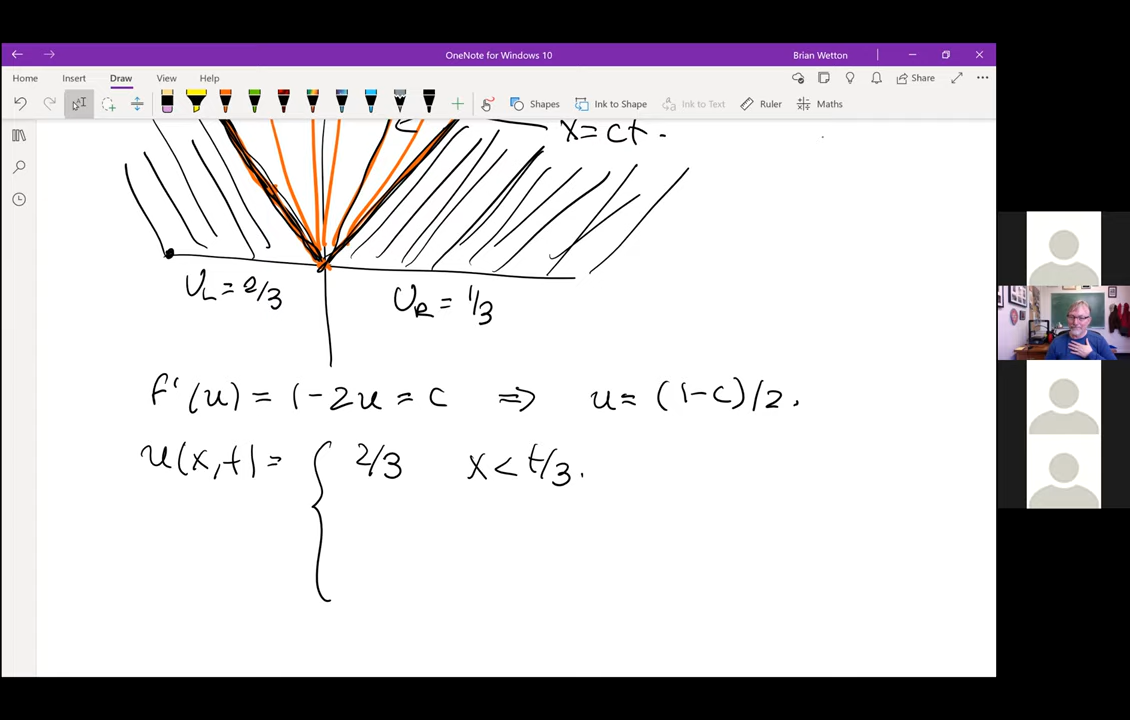 OneNote for Windows 10
Brian Wetton
Home Insert Draw View Help
Share
Shapes
Ink to Shape
Ink to Text
Ruler
Maths
x = ct.
U_L = 2/3
U_R = 1/3
f'(u) = 1-2u = c ⇒ u = (1-c)/2.
u(x,t) = { 2/3 x < t/3.